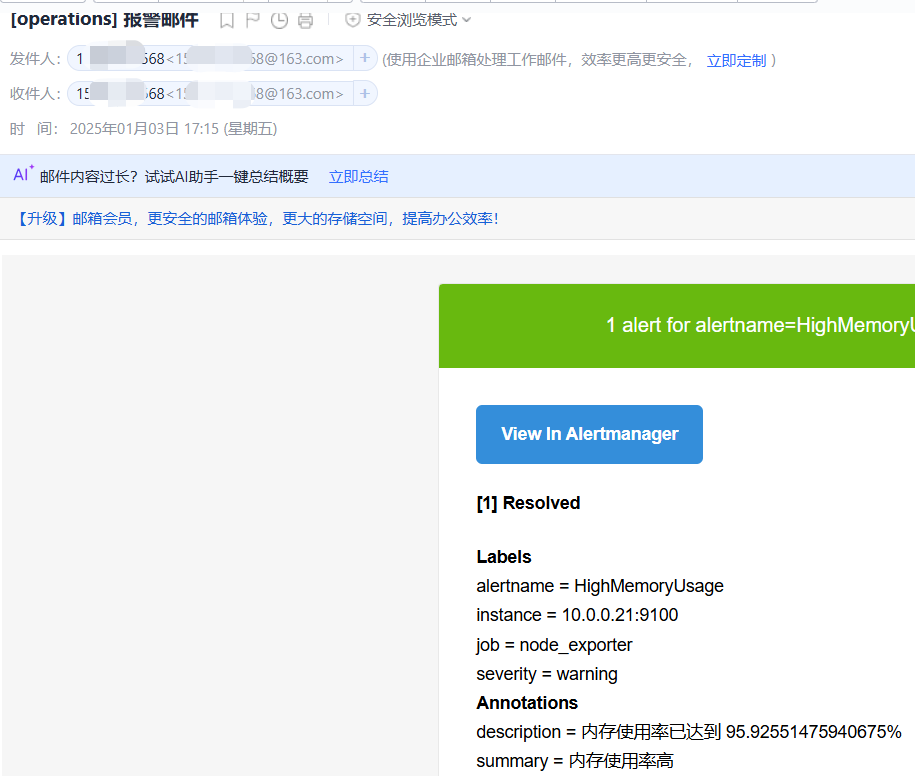 [operations] 报警邮件 安全浏览模式
发件人： 1 568<15 58@163.com> + (使用企业邮箱处理工作邮件，效率更高更安全， 立即定制 )
收件人： 15 68<15 8@163.com> +
时 间： 2025年01月03日 17:15 (星期五)
AI 邮件内容过长？试试AI助手一键总结概要 立即总结
【升级】邮箱会员，更安全的邮箱体验，更大的存储空间，提高办公效率！
1 alert for alertname=HighMemoryU
View In Alertmanager
[1] Resolved
Labels
alertname = HighMemoryUsage
instance = 10.0.0.21:9100
job = node_exporter
severity = warning
Annotations
description = 内存使用率已达到 95.92551475940675%
summary = 内存使用率高